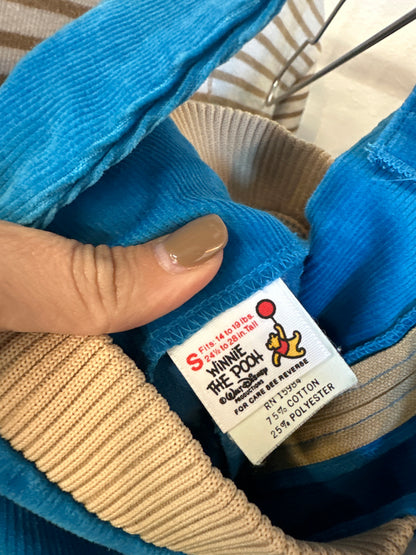 S Fits 14 to 19 lbs.
24½ to 28 in. Tall
WINNIE
THE POOH
© WALT DISNEY
PRODUCTIONS
FOR CARE SEE REVERSE
RN 15954
75% COTTON
25% POLYESTER